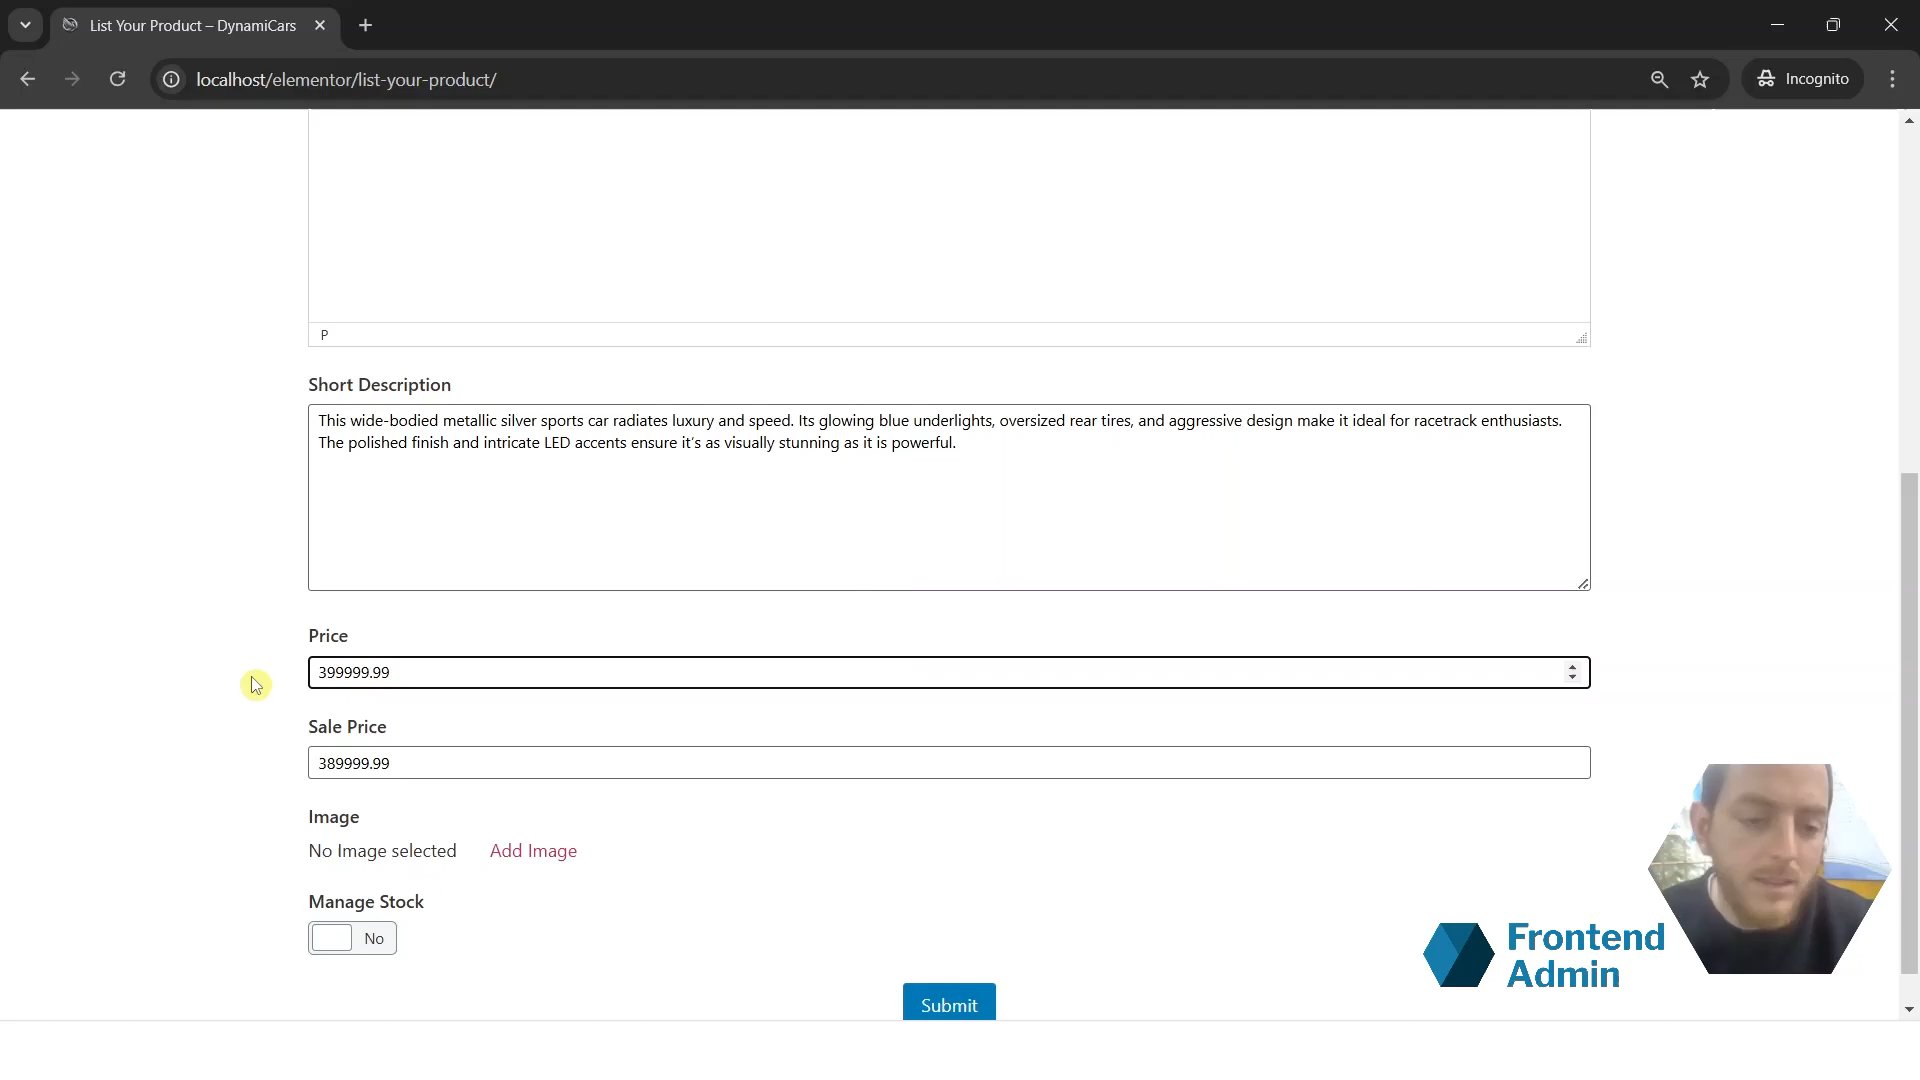 List Your Product – DynamiCars
localhost/elementor/list-your-product/
Incognito
P
Short Description
This wide-bodied metallic silver sports car radiates luxury and speed. Its glowing blue underlights, oversized rear tires, and aggressive design make it ideal for racetrack enthusiasts.
The polished finish and intricate LED accents ensure it's as visually stunning as it is powerful.
Price
399999.99
Sale Price
389999.99
Image
No Image selected Add Image
Manage Stock
No
Submit
Frontend
Admin